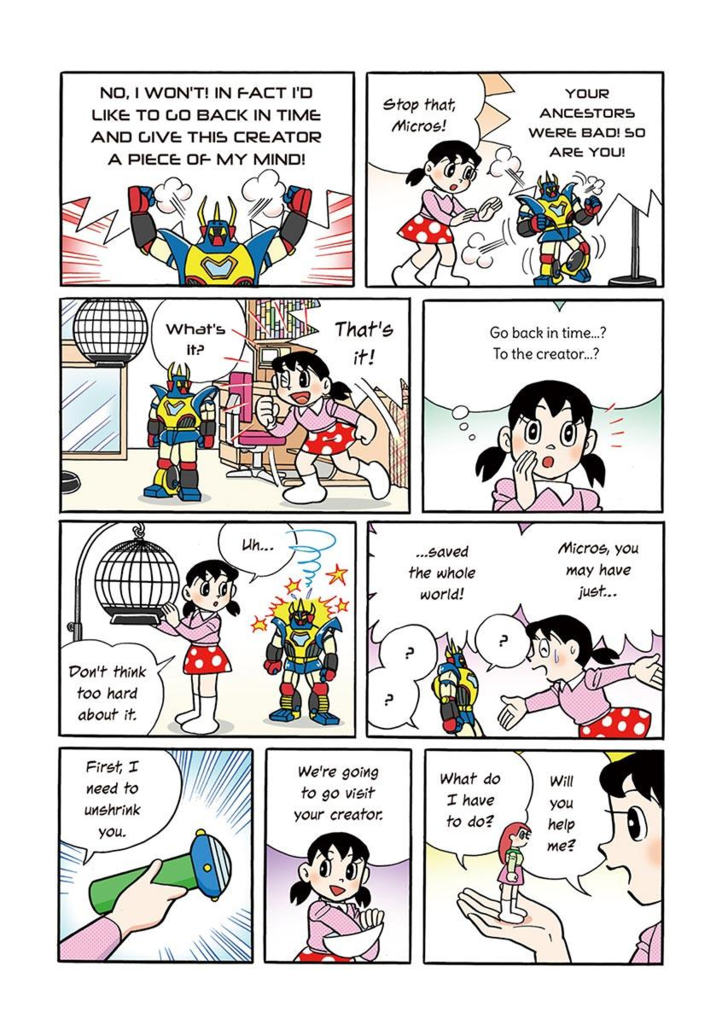 NO, I WON'T! IN FACT I'D
LIKE TO GO BACK IN TIME
AND GIVE THIS CREATOR
A PIECE OF MY MIND!
Stop that,
Micros!
YOUR
ANCESTORS
WERE BAD! SO
ARE YOU!
What's
it?
That's
it!
Go back in time...?
To the creator...?
Uh...
Don't think
too hard
about it.
...saved
the whole
world!
Micros, you
may have
just...
?
?
?
First, I
need to
unshrink
you.
We're going
to go visit
your creator.
What do
I have
to do?
Will
you
help
me?